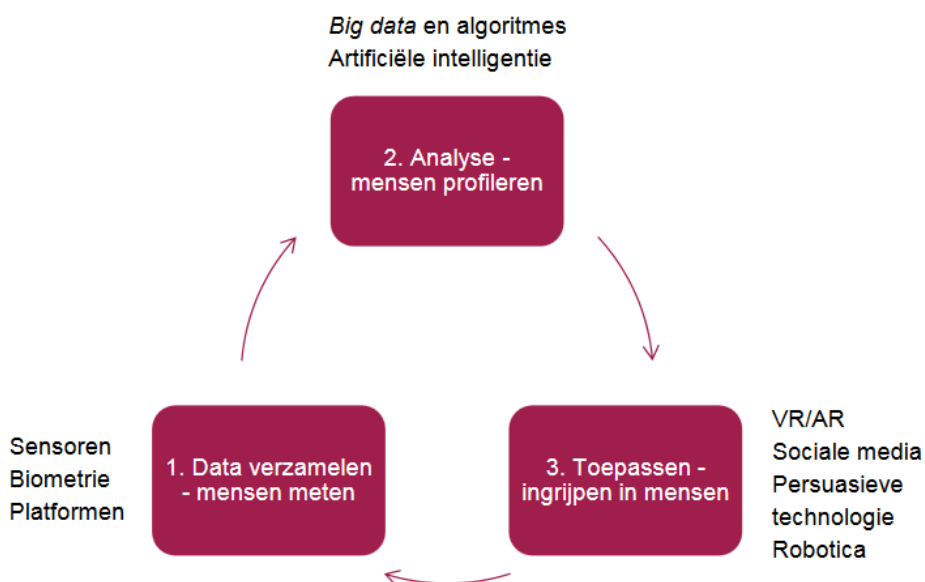 Big data en algoritmes
Artificiële intelligentie
2. Analyse -
mensen profileren
Sensoren
Biometrie
Platformen
1. Data verzamelen
- mensen meten
3. Toepassen -
ingrijpen in mensen
VR/AR
Sociale media
Persuasieve
technologie
Robotica